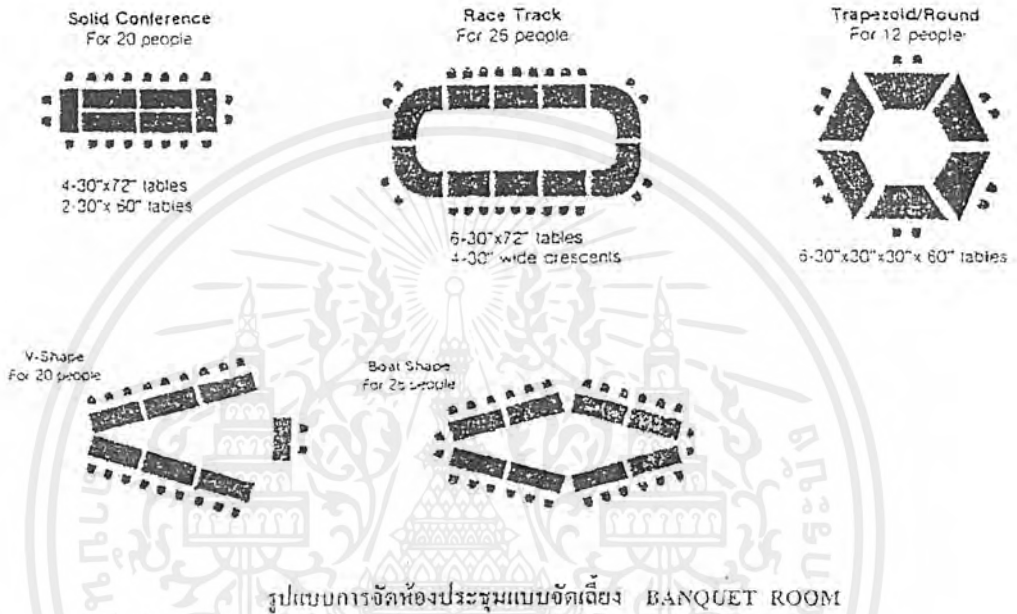 Solid Conference
For 20 people
4-30"x72" tables
2-30"x 60" tables
Race Track
For 26 people
6-30"x72" tables
4-30" wide crescents
Trapezoid/Round
For 12 people
6-30"x30"x30"x 60" tables
V-Shape
For 20 people
Boat Shape
For 26 people
รูปแบบการจัดห้องประชุมแบบจัดเลี้ยง BANQUET ROOM